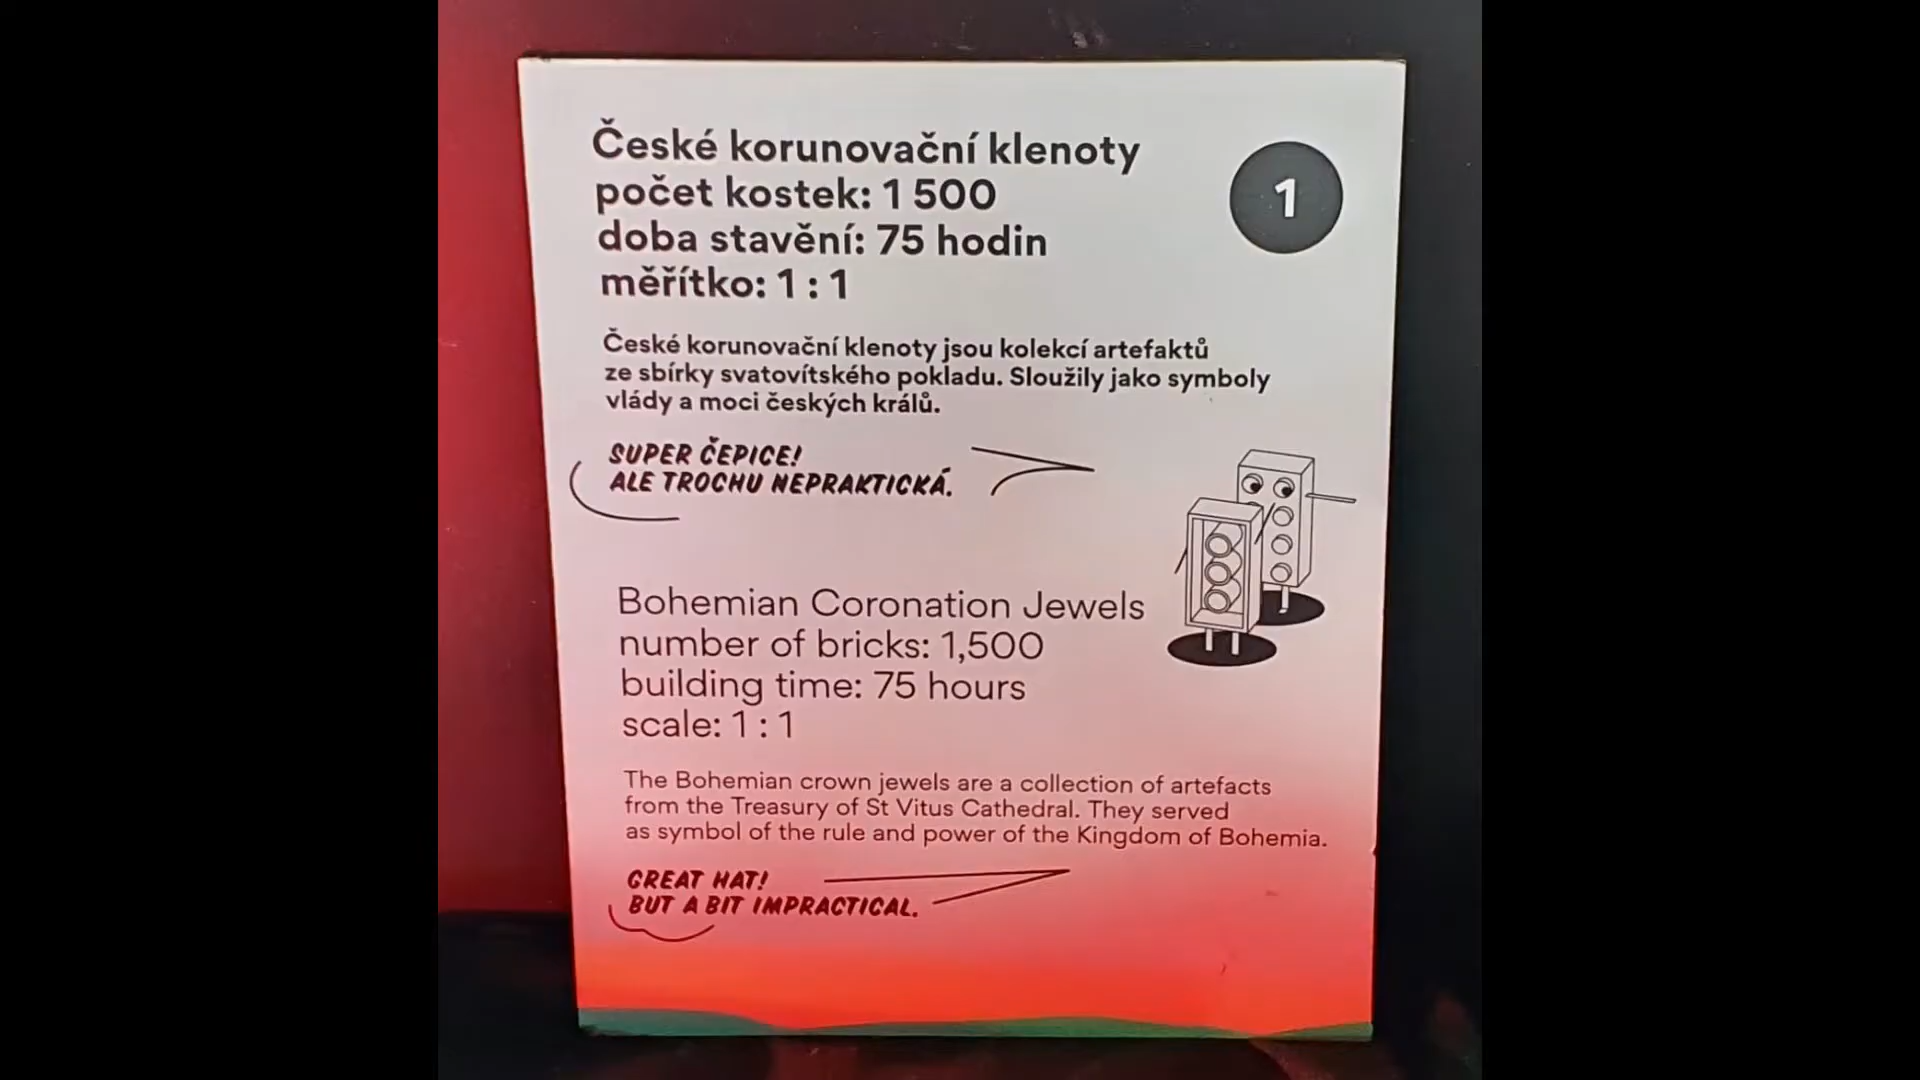 České korunovační klenoty
počet kostek: 1 500
doba stavění: 75 hodin
měřítko: 1 : 1
1
České korunovační klenoty jsou kolekcí artefaktů
ze sbírky svatovítského pokladu. Sloužily jako symboly
vlády a moci českých králů.
SUPER ČEPICE!
ALE TROCHU NEPRAKTICKÁ.
Bohemian Coronation Jewels
number of bricks: 1,500
building time: 75 hours
scale: 1 : 1
The Bohemian crown jewels are a collection of artefacts
from the Treasury of St Vitus Cathedral. They served
as symbol of the rule and power of the Kingdom of Bohemia.
GREAT HAT!
BUT A BIT IMPRACTICAL.